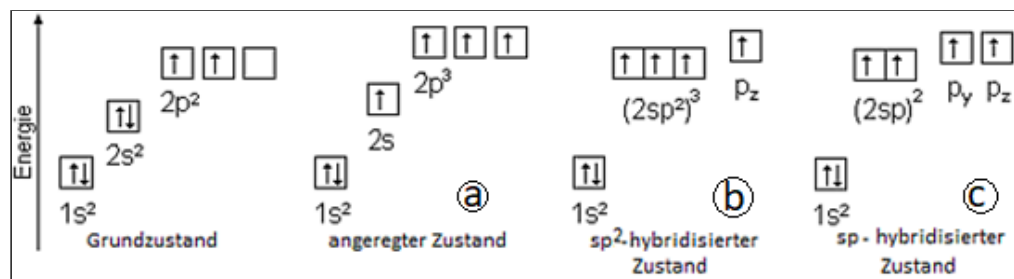 Energie
1s²
2s²
2p²
Grundzustand
1s²
2s
2p³
a
angeregter Zustand
1s²
(2sp²)³
p_z
b
sp²-hybridisierter
Zustand
1s²
(2sp)²
p_y p_z
c
sp - hybridisierter
Zustand